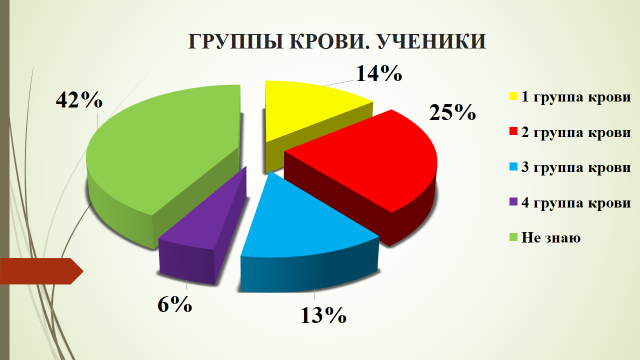 ГРУППЫ КРОВИ. УЧЕНИКИ
14%
42%
25%
1 группа крови
2 группа крови
3 группа крови
4 группа крови
Не знаю
6%
13%